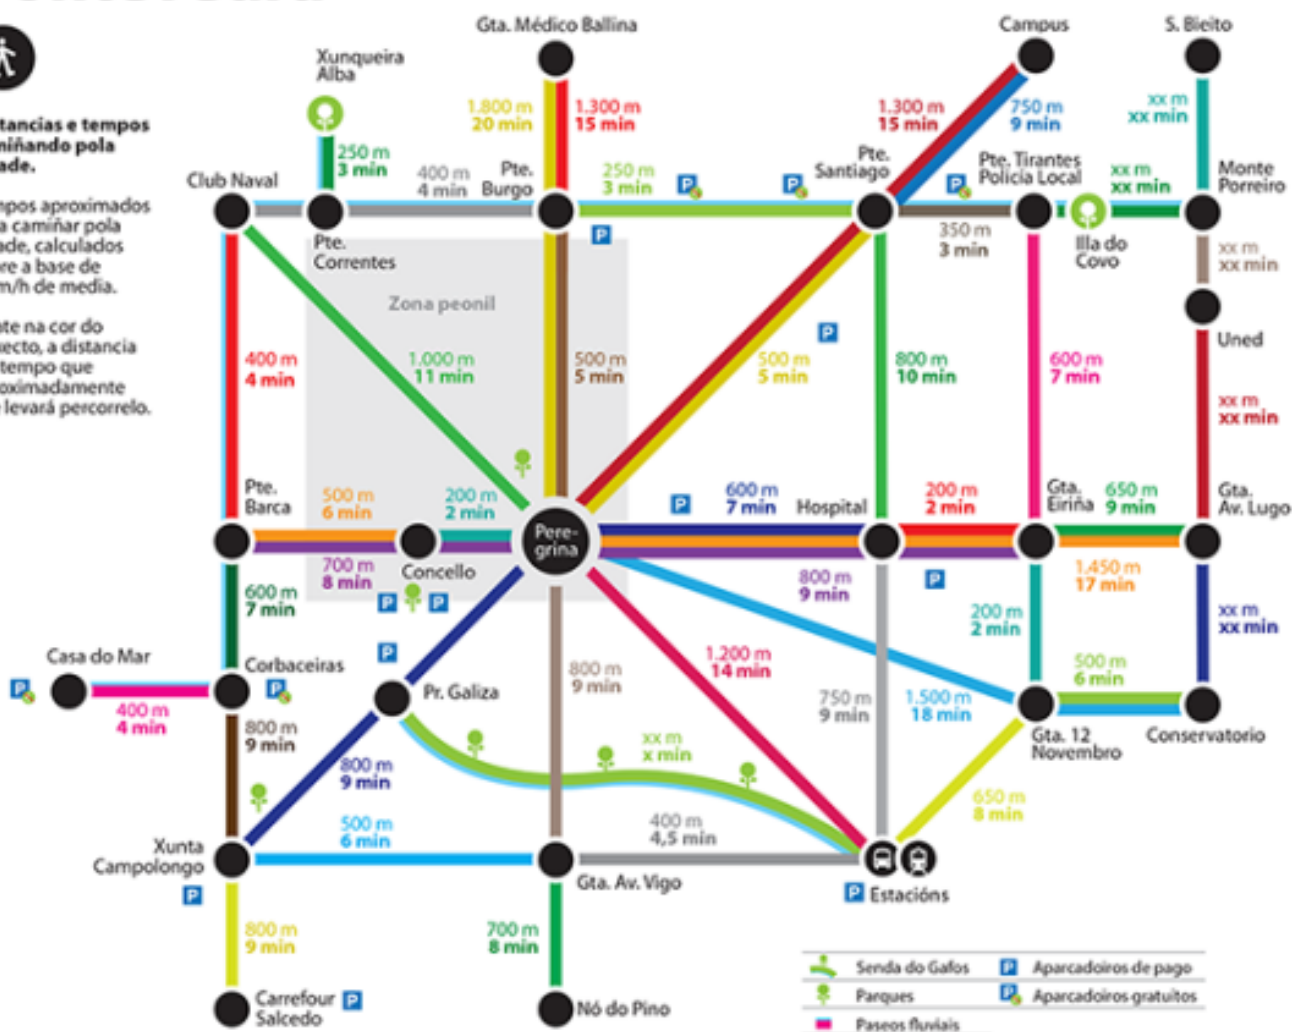 Gta. Médico Ballina
Campus
S. Bieito
Xunqueira
Alba
1.800 m
20 min
1.300 m
15 min
1.300 m
15 min
750 m
9 min
xx m
xx min
tancias e tempos
miñando pola
ade.
250 m
3 min
400 m
4 min
Pte.
Burgo
250 m
3 min
Pte.
Santiago
Pte. Tirantes
Policía Local
xx m
xx min
Monte
Porreiro
Club Naval
mpos aproximados
a camiñar pola
ade, calculados
re a base de
m/h de media.
Pte.
Correntes
350 m
3 min
Illa do
Covo
xx m
xx min
Zona peonil
Uned
nte na cor do
xecto, a distancia
tempo que
oximadamente
e levará percorrelo.
400 m
4 min
1.000 m
11 min
500 m
5 min
500 m
5 min
800 m
10 min
600 m
7 min
xx m
xx min
Pte.
Barca
500 m
6 min
200 m
2 min
Pere-
grina
600 m
7 min
Hospital
200 m
2 min
Gta.
Eiriña
650 m
9 min
Gta.
Av. Lugo
700 m
8 min
Concello
800 m
9 min
1.450 m
17 min
600 m
7 min
200 m
2 min
xx m
xx min
Casa do Mar
Corbaceiras
400 m
4 min
Pr. Galiza
800 m
9 min
1.200 m
14 min
500 m
6 min
750 m
9 min
1.500 m
18 min
Gta. 12
Novembro
Conservatorio
800 m
9 min
xx m
x min
800 m
9 min
650 m
8 min
500 m
6 min
400 m
4,5 min
Xunta
Campolongo
Gta. Av. Vigo
Estacións
P
800 m
9 min
700 m
8 min
Carrefour
Salcedo
P
Nó do Pino
Senda do Gafos
P Aparcadoiros de pago
Parques
P Aparcadoiros gratuítos
Paseos fluviais